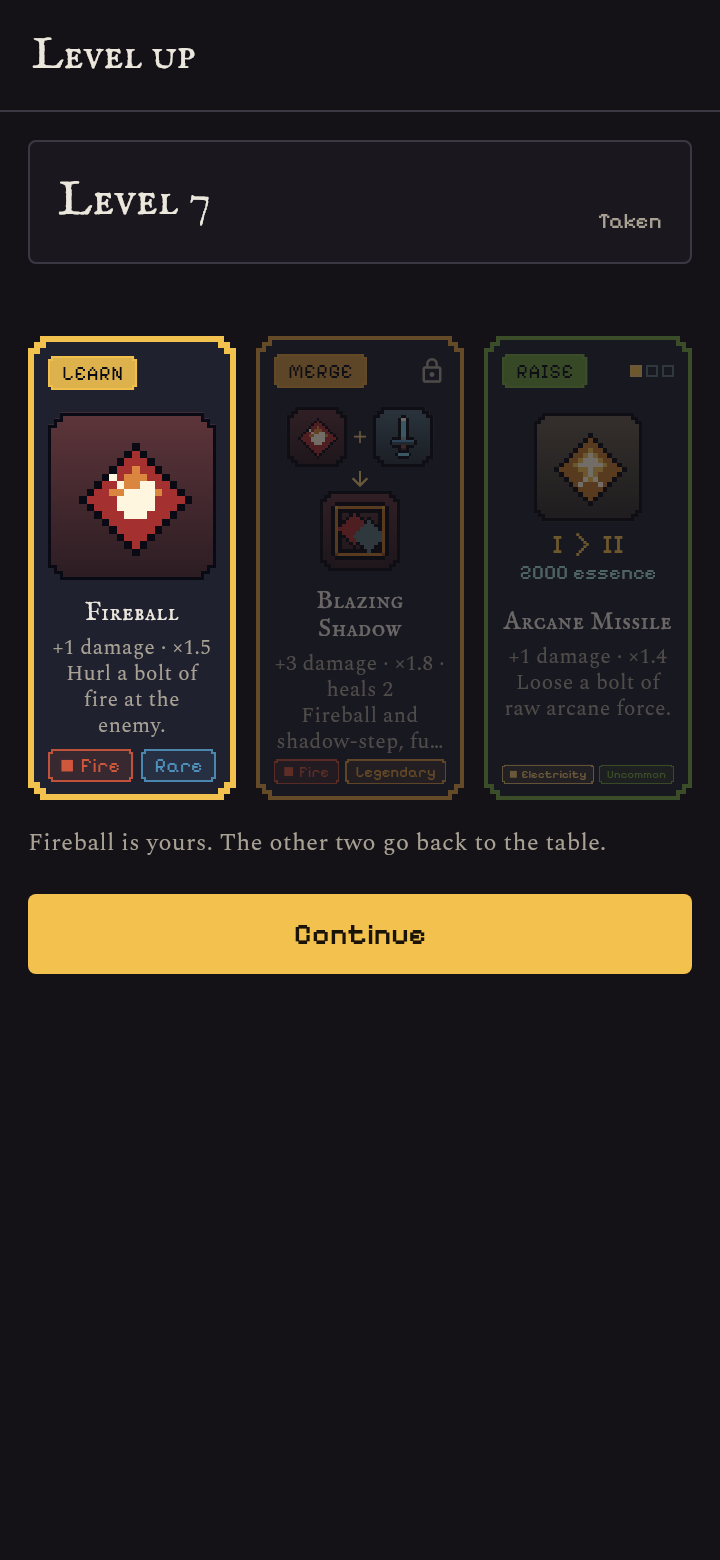 Level up
Level 7
Taken
LEARN
Fireball
+1 damage · ×1.5
Hurl a bolt of
fire at the
enemy.
Fire
Rare
MERGE
+
Blazing
Shadow
+3 damage · ×1.8 ·
heals 2
Fireball and
shadow-step, fu…
Fire
Legendary
RAISE
I > II
2000 essence
Arcane Missile
+1 damage · ×1.4
Loose a bolt of
raw arcane force.
Electricity
Uncommon
Fireball is yours. The other two go back to the table.
Continue